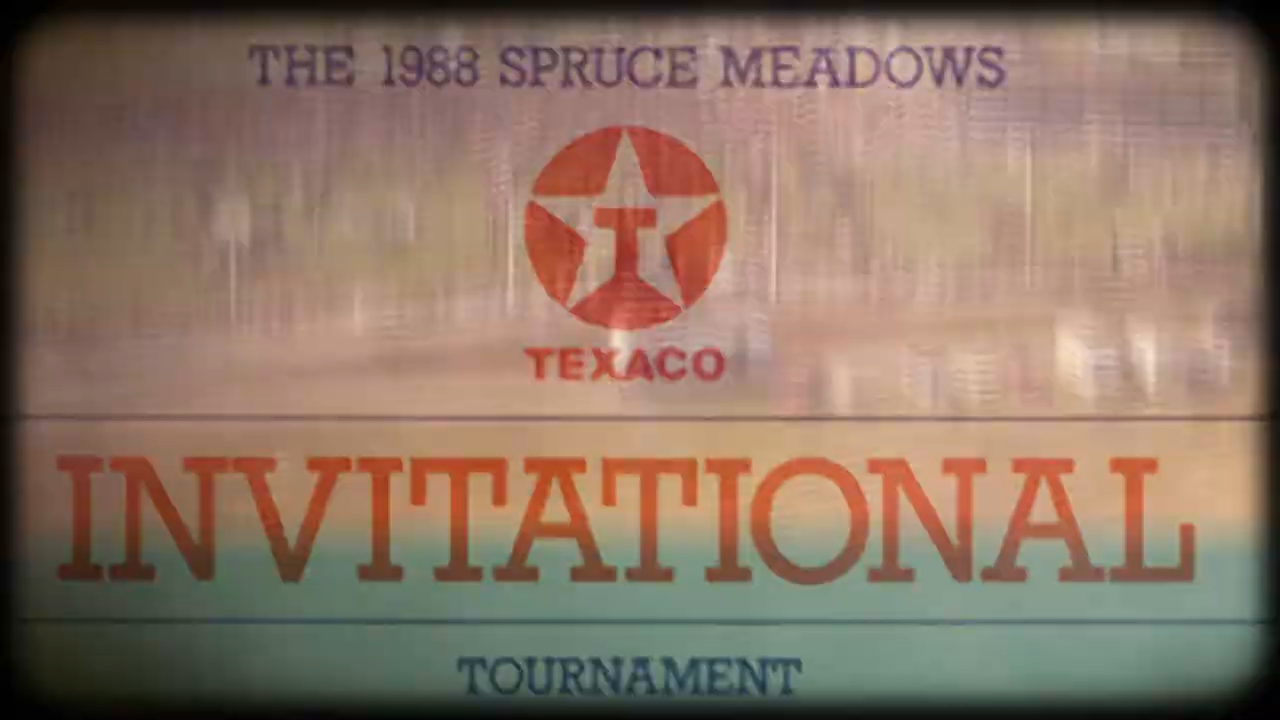 THE 1988 SPRUCE MEADOWS
T
TEXACO
INVITATIONAL
TOURNAMENT